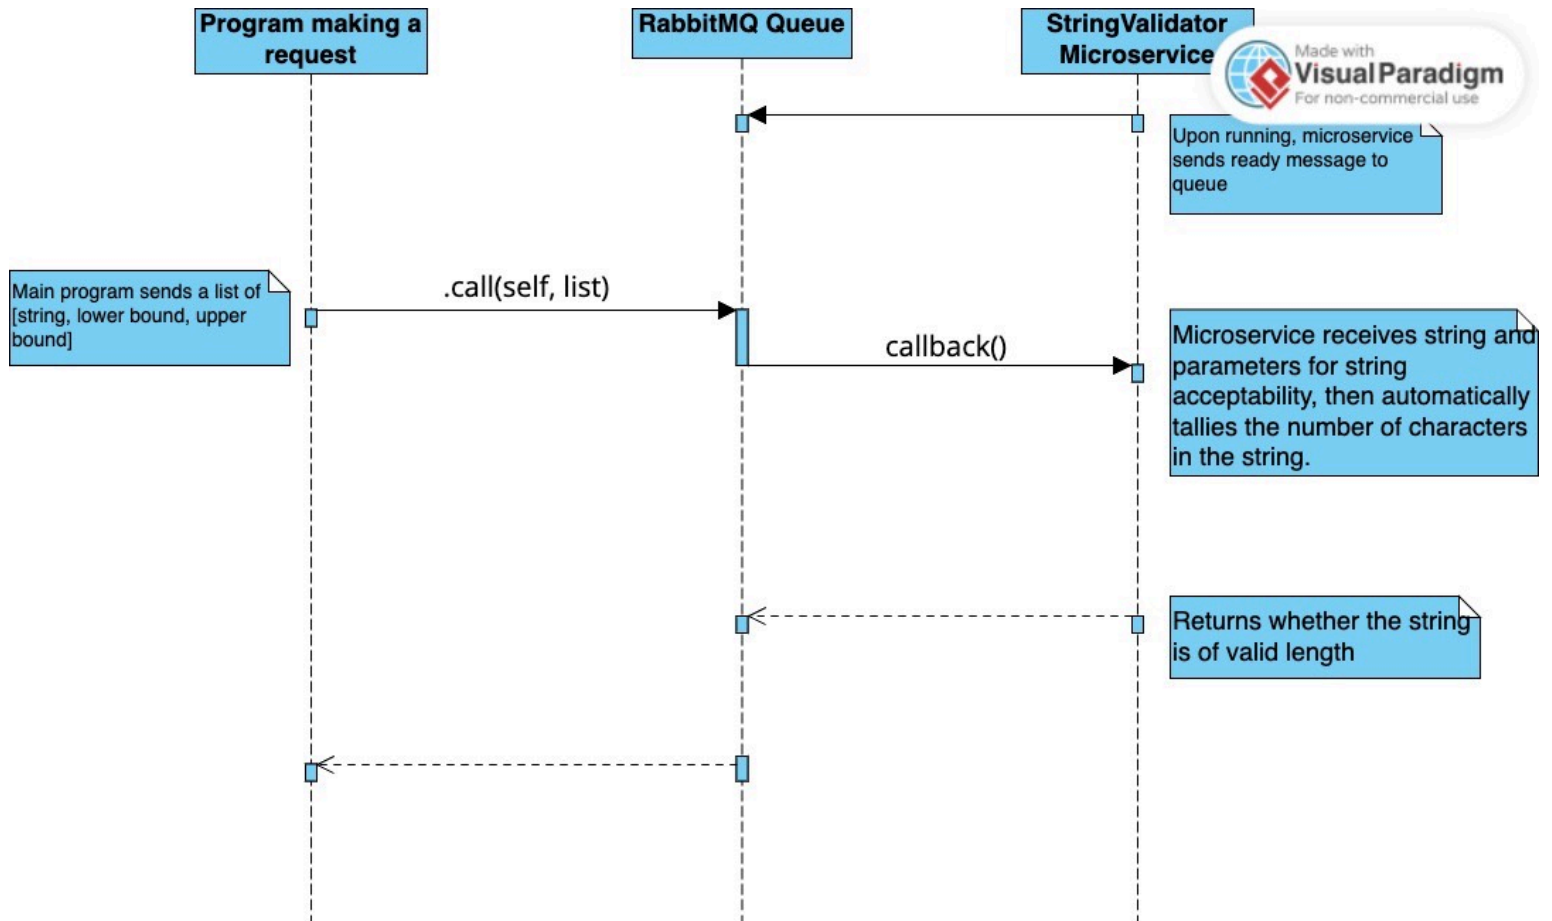 Program making a
request
RabbitMQ Queue
StringValidator
Microservice
Made with
Visual Paradigm
For non-commercial use
Upon running, microservice
sends ready message to
queue
Main program sends a list of
[string, lower bound, upper
bound]
.call(self, list)
callback()
Microservice receives string and
parameters for string
acceptability, then automatically
tallies the number of characters
in the string.
Returns whether the string
is of valid length